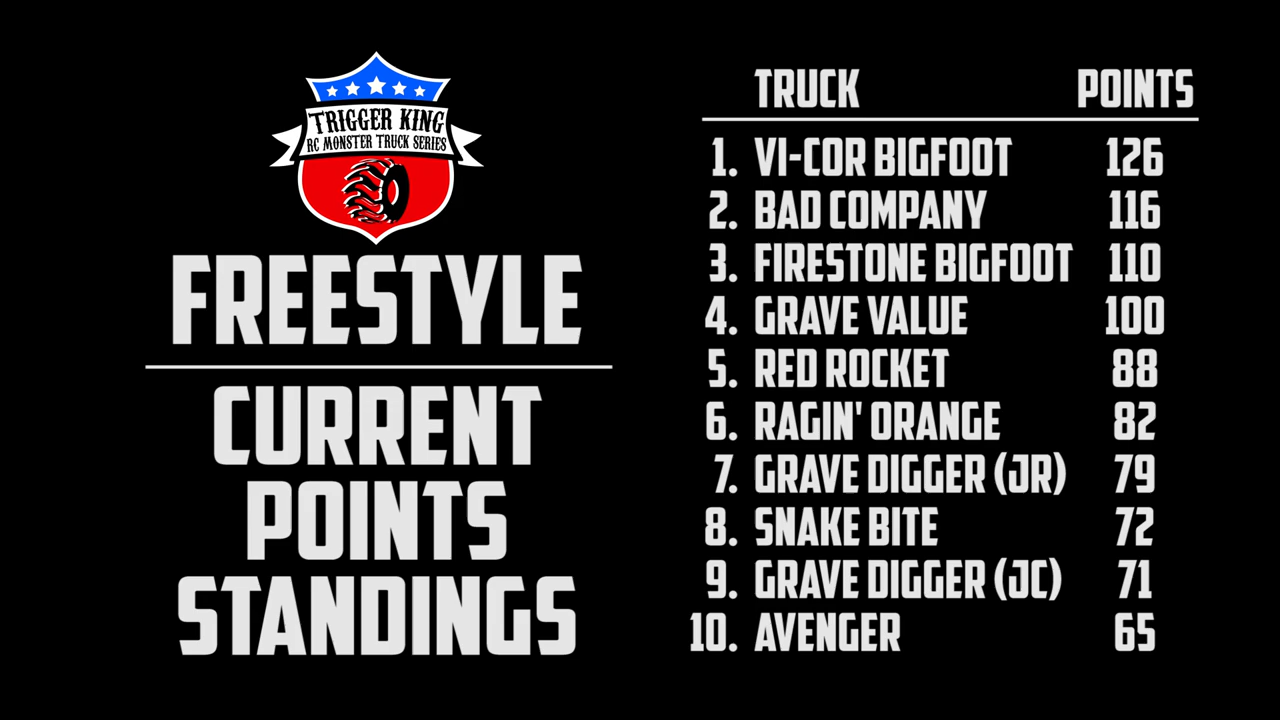 TRIGGER KING
RC MONSTER TRUCK SERIES
FREESTYLE
CURRENT
POINTS
STANDINGS
TRUCK POINTS
1. VI-COR BIGFOOT 126
2. BAD COMPANY 116
3. FIRESTONE BIGFOOT 110
4. GRAVE VALUE 100
5. RED ROCKET 88
6. RAGIN' ORANGE 82
7. GRAVE DIGGER (JR) 79
8. SNAKE BITE 72
9. GRAVE DIGGER (JC) 71
10. AVENGER 65